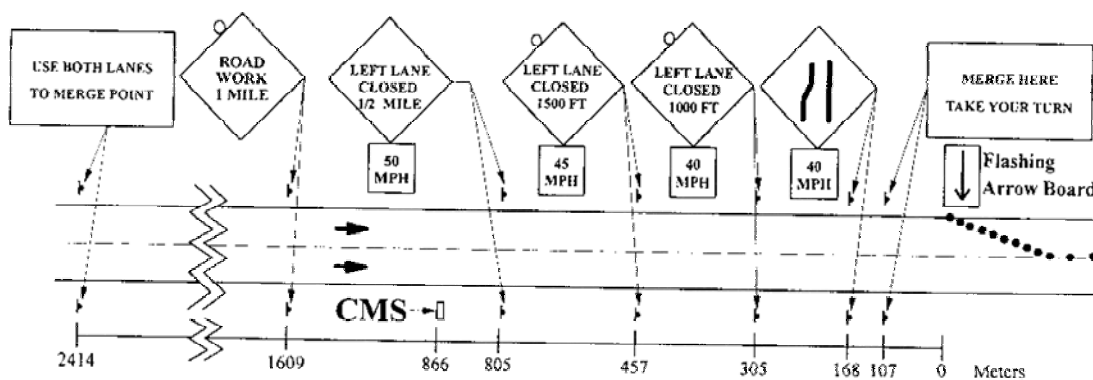 USE BOTH LANES
TO MERGE POINT
ROAD
WORK
1 MILE
LEFT LANE
CLOSED
1/2 MILE
50
MPH
LEFT LANE
CLOSED
1500 FT
45
MPH
LEFT LANE
CLOSED
1000 FT
40
MPH
40
MPH
MERGE HERE
TAKE YOUR TURN
Flashing
Arrow Board
CMS
2414
1609
866
805
457
305
168
107
0
Meters